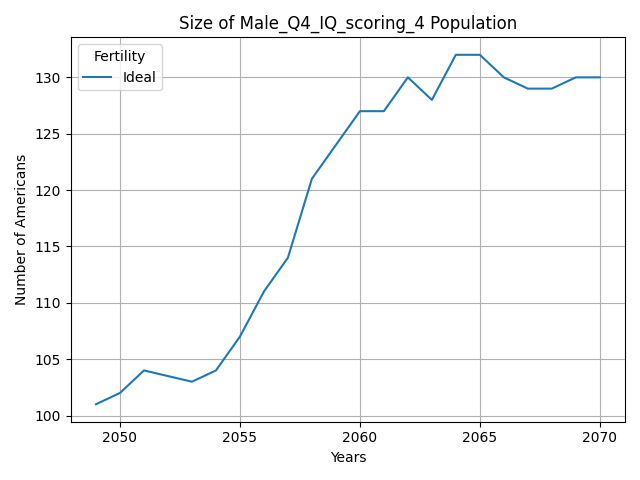 Size of Male_Q4_IQ_scoring_4 Population
Fertility
Ideal
Number of Americans
130
125
120
115
110
105
100
2050 2055 2060 2065 2070
Years